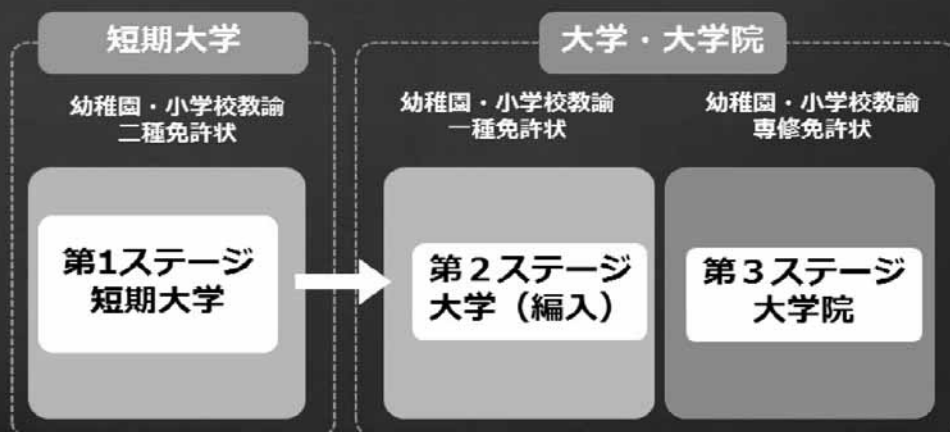 短期大学
幼稚園・小学校教諭
二種免許状
第1ステージ
短期大学
大学・大学院
幼稚園・小学校教諭
一種免許状
第２ステージ
大学（編入）
幼稚園・小学校教諭
専修免許状
第３ステージ
大学院